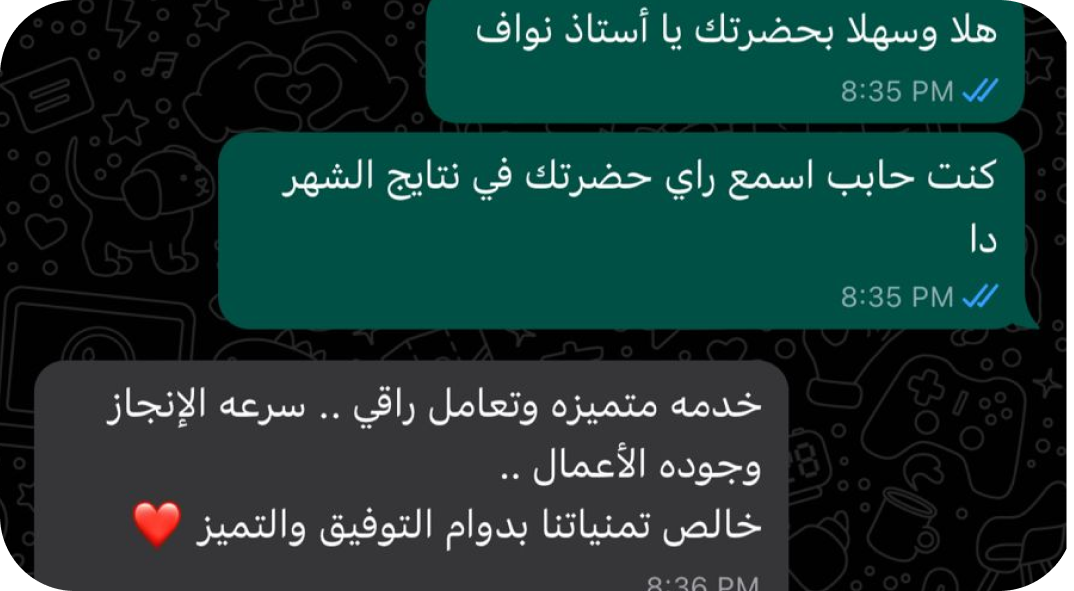 هلا وسهلا بحضرتك يا أستاذ نواف
8:35 PM
كنت حابب اسمع راي حضرتك في نتايج الشهر
دا
8:35 PM
خدمه متميزه وتعامل راقي .. سرعه الإنجاز
وجوده الأعمال ..
خالص تمنياتنا بدوام التوفيق والتميز ❤️
8:36 PM